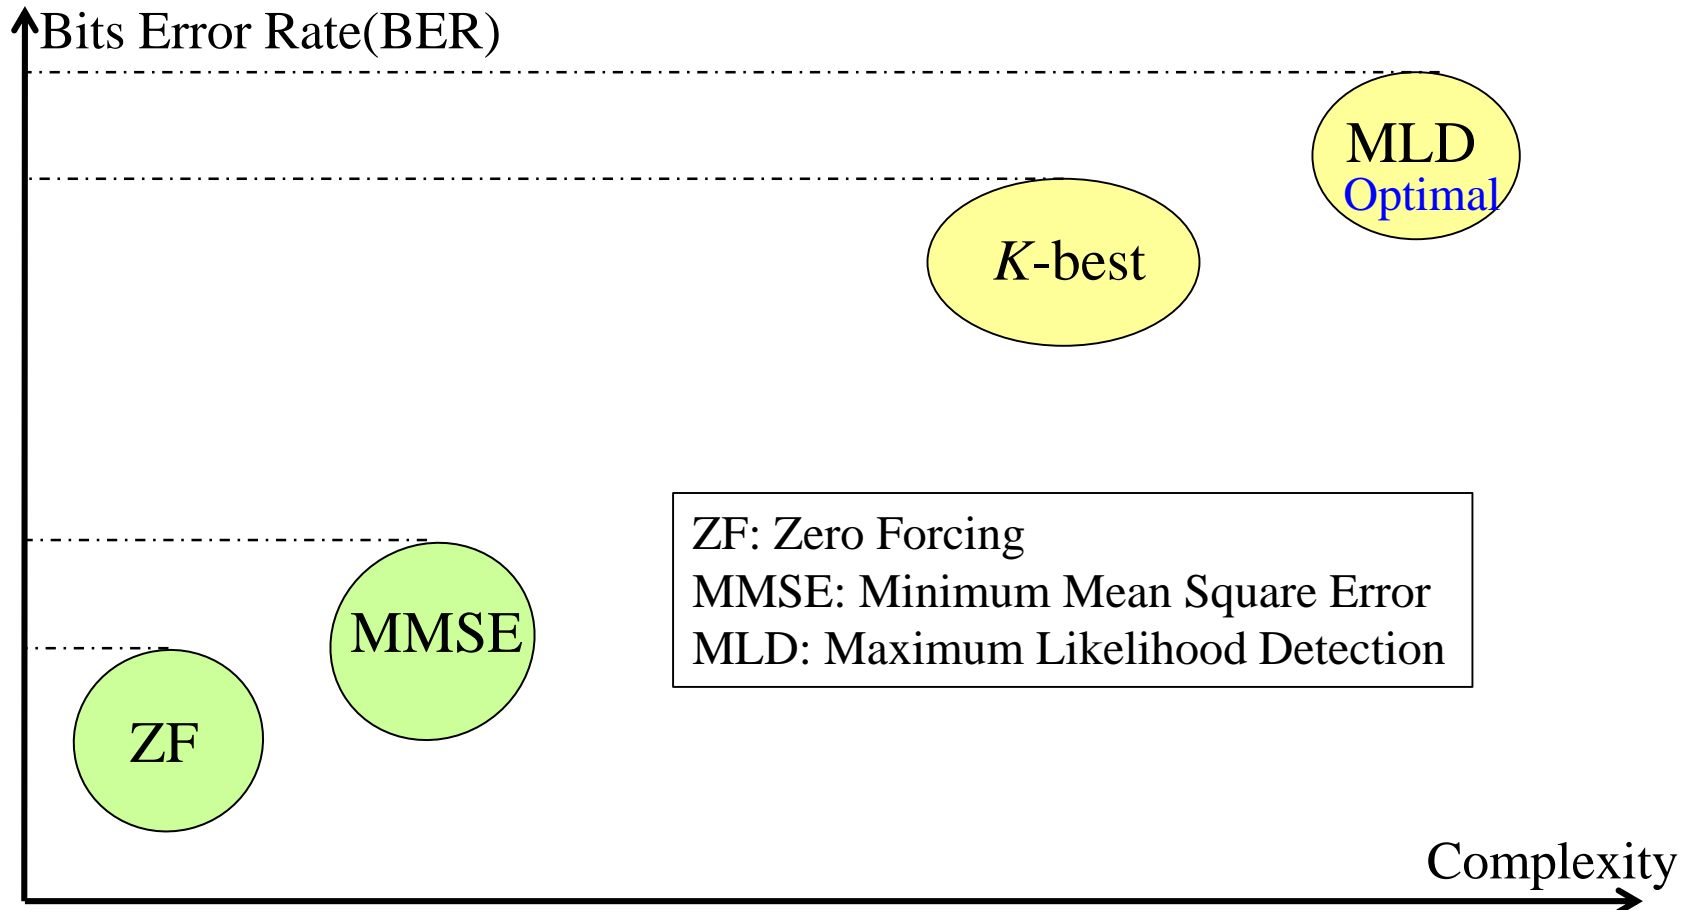 Bits Error Rate(BER)
MLD
Optimal
K-best
ZF: Zero Forcing
MMSE: Minimum Mean Square Error
MLD: Maximum Likelihood Detection
MMSE
ZF
Complexity